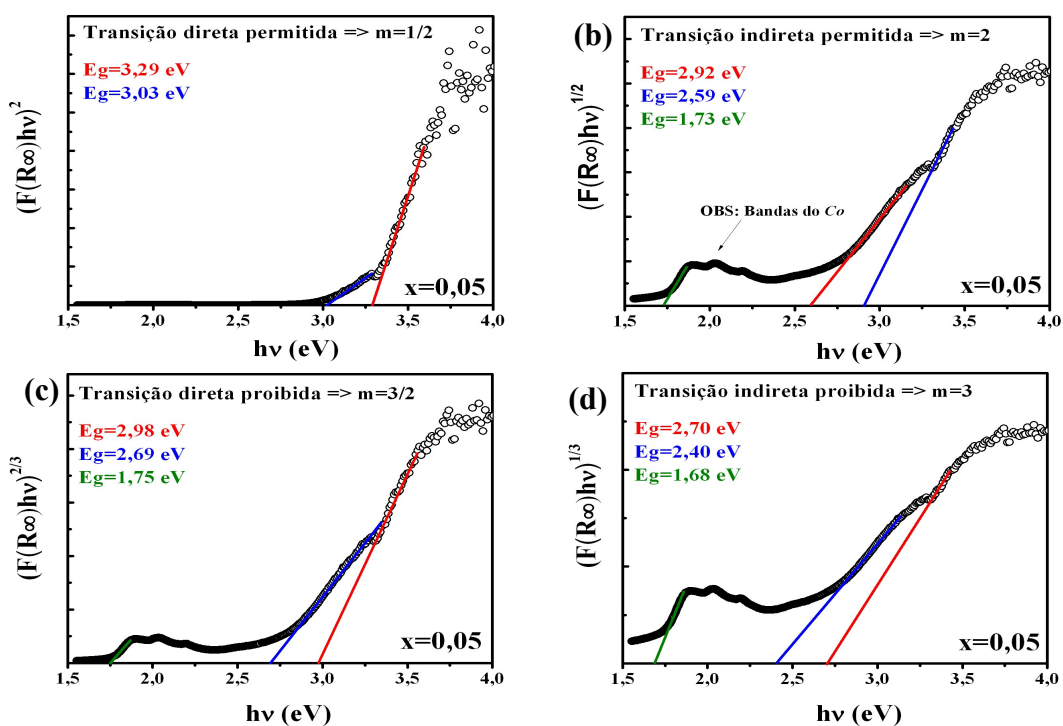 Transição direta permitida => m=1/2
Eg=3,29 eV
Eg=3,03 eV
(F(R∞)hν)²
x=0,05
1,5 2,0 2,5 3,0 3,5 4,0
hν (eV)
(b)
Transição indireta permitida => m=2
Eg=2,92 eV
Eg=2,59 eV
Eg=1,73 eV
(F(R∞)hν)^1/2
OBS: Bandas do Co
x=0,05
1,5 2,0 2,5 3,0 3,5 4,0
hν (eV)
(c)
Transição direta proibida => m=3/2
Eg=2,98 eV
Eg=2,69 eV
Eg=1,75 eV
(F(R∞)hν)^2/3
x=0,05
1,5 2,0 2,5 3,0 3,5 4,0
hν (eV)
(d)
Transição indireta proibida => m=3
Eg=2,70 eV
Eg=2,40 eV
Eg=1,68 eV
(F(R∞)hν)^1/3
x=0,05
1,5 2,0 2,5 3,0 3,5 4,0
hν (eV)